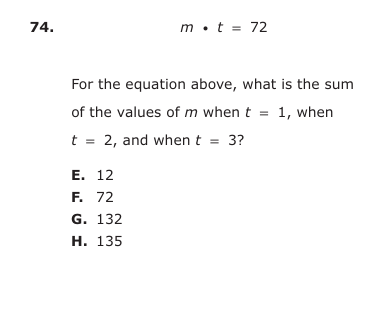 74. m • t = 72
For the equation above, what is the sum
of the values of m when t = 1, when
t = 2, and when t = 3?
E. 12
F. 72
G. 132
H. 135